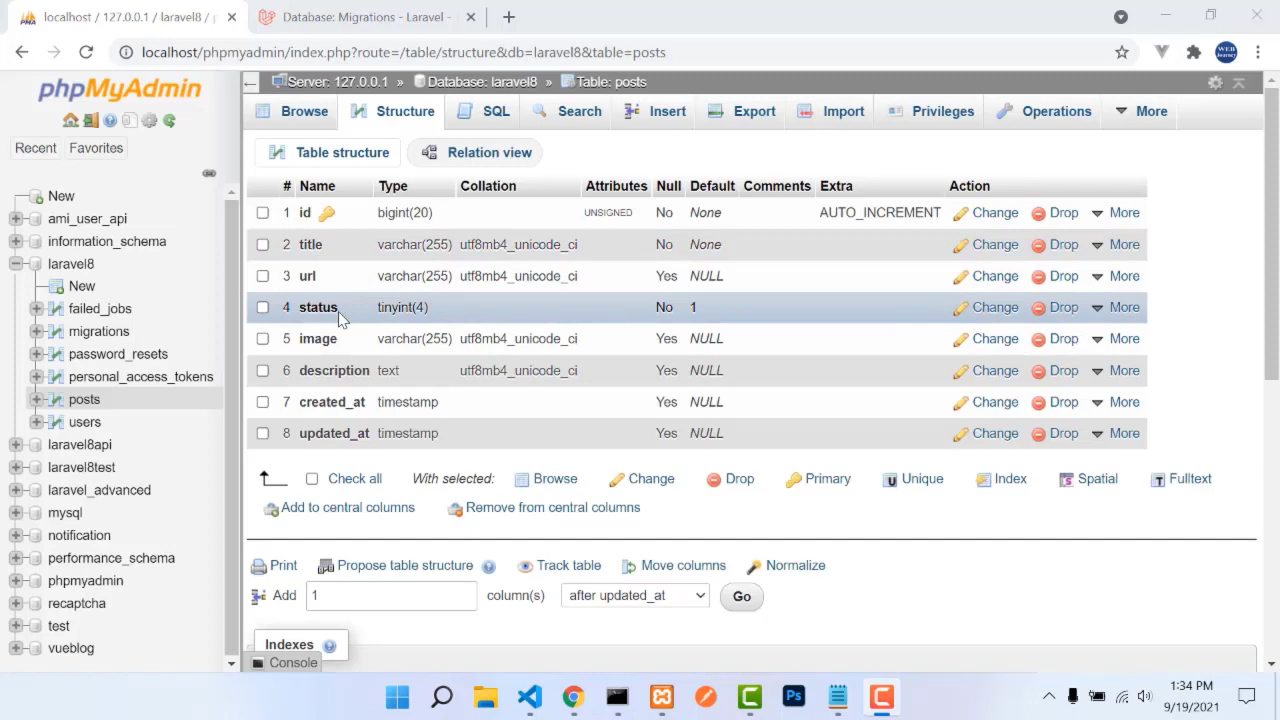 localhost / 127.0.0.1 / laravel8 / p
Database: Migrations - Laravel -
localhost/phpmyadmin/index.php?route=/table/structure&db=laravel8&table=posts
phpMyAdmin
Recent Favorites
New
ami_user_api
information_schema
laravel8
New
failed_jobs
migrations
password_resets
personal_access_tokens
posts
users
laravel8api
laravel8test
laravel_advanced
mysql
notification
performance_schema
phpmyadmin
recaptcha
test
vueblog
Server: 127.0.0.1 » Database: laravel8 » Table: posts
Browse Structure SQL Search Insert Export Import Privileges Operations More
Table structure Relation view
# Name Type Collation Attributes Null Default Comments Extra Action
1 id bigint(20) UNSIGNED No None AUTO_INCREMENT Change Drop More
2 title varchar(255) utf8mb4_unicode_ci No None Change Drop More
3 url varchar(255) utf8mb4_unicode_ci Yes NULL Change Drop More
4 status tinyint(4) No 1 Change Drop More
5 image varchar(255) utf8mb4_unicode_ci Yes NULL Change Drop More
6 description text utf8mb4_unicode_ci Yes NULL Change Drop More
7 created_at timestamp Yes NULL Change Drop More
8 updated_at timestamp Yes NULL Change Drop More
Check all With selected: Browse Change Drop Primary Unique Index Spatial Fulltext
Add to central columns Remove from central columns
Print Propose table structure Track table Move columns Normalize
Add 1 column(s) after updated_at Go
Indexes
Console
1:34 PM
9/19/2021